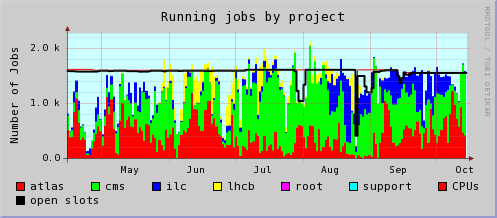 Running jobs by project
RRDTOOL / TOBI OETIKER
Number of Jobs
2.0 k
1.0 k
0.0
May Jun Jul Aug Sep Oct
atlas cms ilc lhcb root support CPUs
open slots